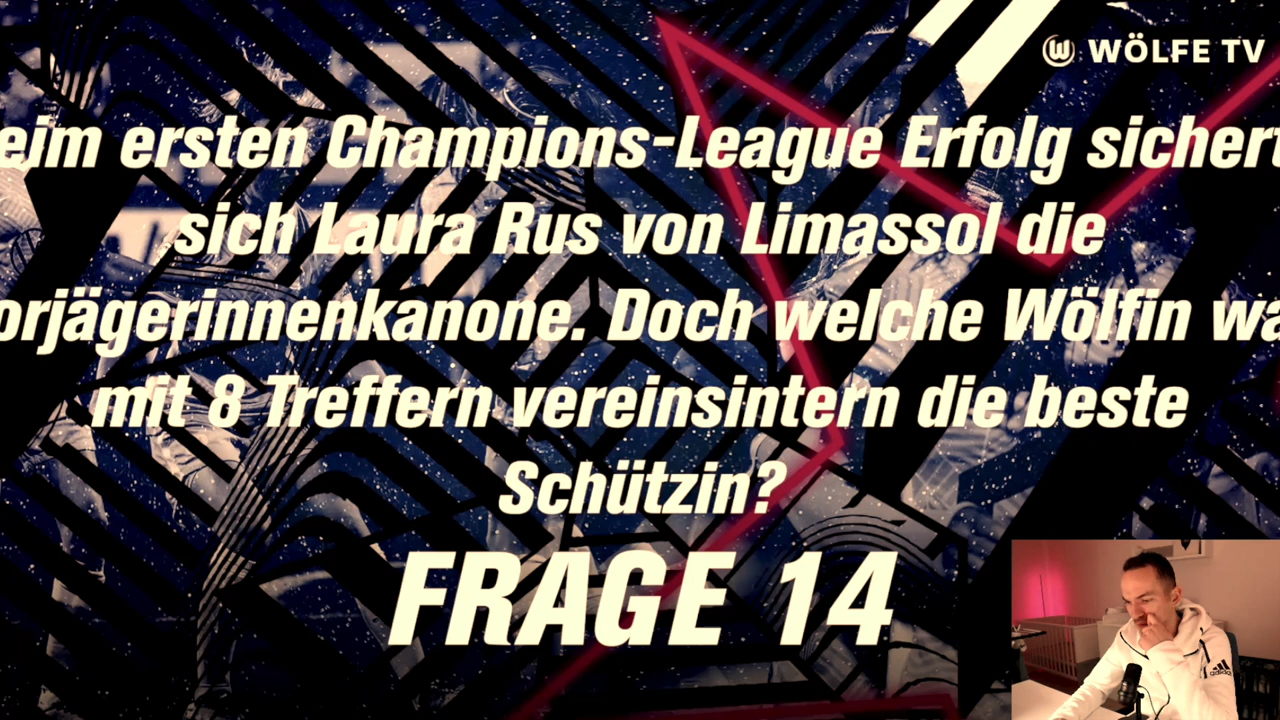 WÖLFE TV
eim ersten Champions-League Erfolg sichert
sich Laura Rus von Limassol die
orjägerinnenkanone. Doch welche Wölfin wa
mit 8 Treffern vereinsintern die beste
Schützin?
FRAGE 14
adidas